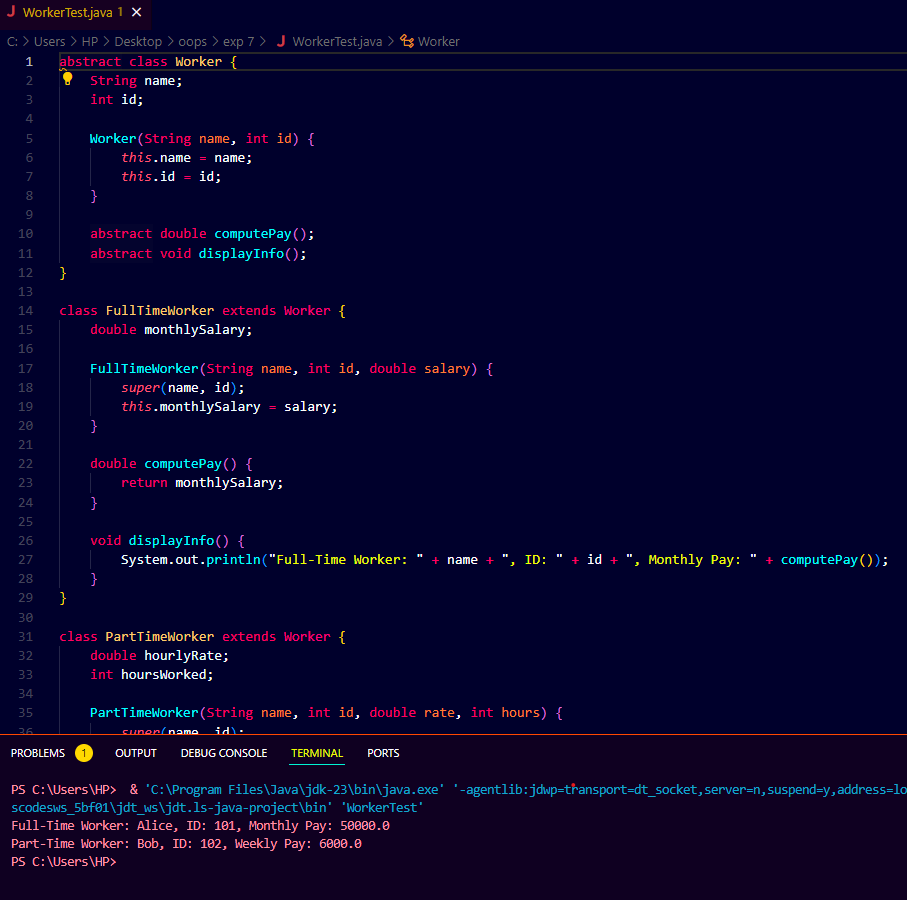 WorkerTest.java 1 ×
C: > Users > HP > Desktop > oops > exp 7 > J WorkerTest.java > Worker
1 abstract class Worker {
2     String name;
3     int id;
4
5     Worker(String name, int id) {
6         this.name = name;
7         this.id = id;
8     }
9
10     abstract double computePay();
11     abstract void displayInfo();
12 }
13
14 class FullTimeWorker extends Worker {
15     double monthlySalary;
16
17     FullTimeWorker(String name, int id, double salary) {
18         super(name, id);
19         this.monthlySalary = salary;
20     }
21
22     double computePay() {
23         return monthlySalary;
24     }
25
26     void displayInfo() {
27         System.out.println("Full-Time Worker: " + name + ", ID: " + id + ", Monthly Pay: " + computePay());
28     }
29 }
30
31 class PartTimeWorker extends Worker {
32     double hourlyRate;
33     int hoursWorked;
34
35     PartTimeWorker(String name, int id, double rate, int hours) {
36         super(name, id);
PROBLEMS 1 OUTPUT DEBUG CONSOLE TERMINAL PORTS
PS C:\Users\HP>  & 'C:\Program Files\Java\jdk-23\bin\java.exe' '-agentlib:jdwp=transport=dt_socket,server=n,suspend=y,address=lo
scodesws_5bf01\jdt_ws\jdt.ls-java-project\bin' 'WorkerTest'
Full-Time Worker: Alice, ID: 101, Monthly Pay: 50000.0
Part-Time Worker: Bob, ID: 102, Weekly Pay: 6000.0
PS C:\Users\HP>